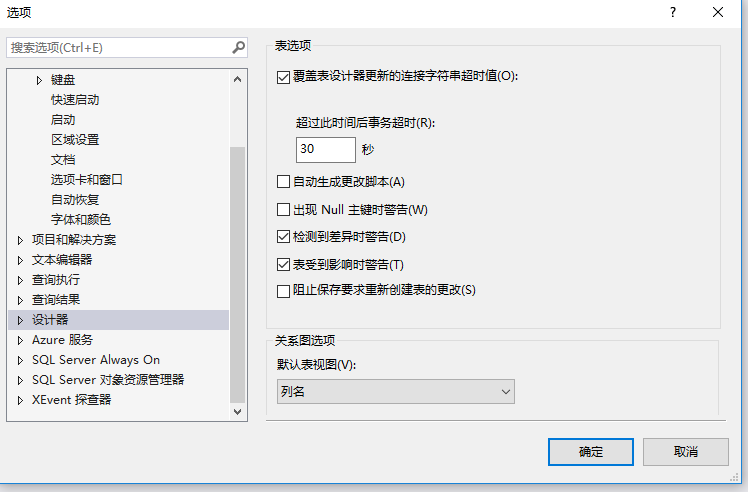 选项
搜索选项(Ctrl+E)
键盘
快速启动
启动
区域设置
文档
选项卡和窗口
自动恢复
字体和颜色
项目和解决方案
文本编辑器
查询执行
查询结果
设计器
Azure 服务
SQL Server Always On
SQL Server 对象资源管理器
XEvent 探查器
表选项
覆盖表设计器更新的连接字符串超时值(O):
超过此时间后事务超时(R):
30 秒
自动生成更改脚本(A)
出现 Null 主键时警告(W)
检测到差异时警告(D)
表受到影响时警告(T)
阻止保存要求重新创建表的更改(S)
关系图选项
默认表视图(V):
列名
确定 取消